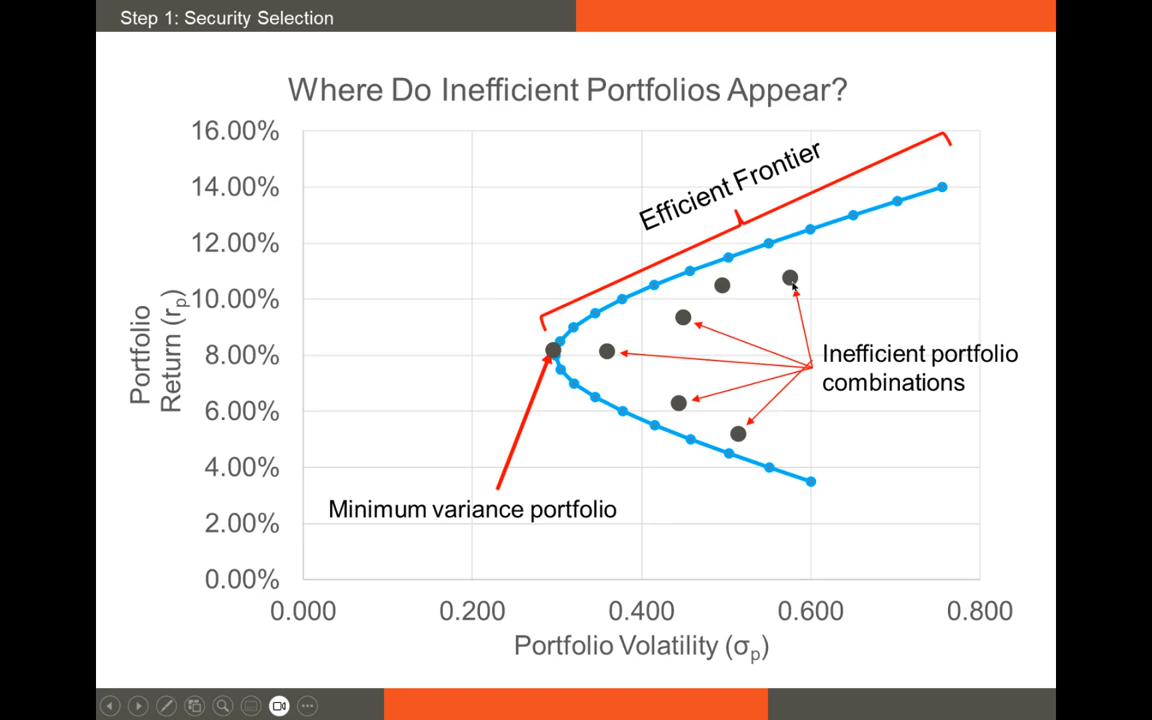 Step 1: Security Selection
Where Do Inefficient Portfolios Appear?
16.00%
14.00%
12.00%
10.00%
8.00%
6.00%
4.00%
2.00%
0.00%
Portfolio
Return (rp)
Efficient Frontier
Inefficient portfolio
combinations
Minimum variance portfolio
0.000 0.200 0.400 0.600 0.800
Portfolio Volatility (σp)